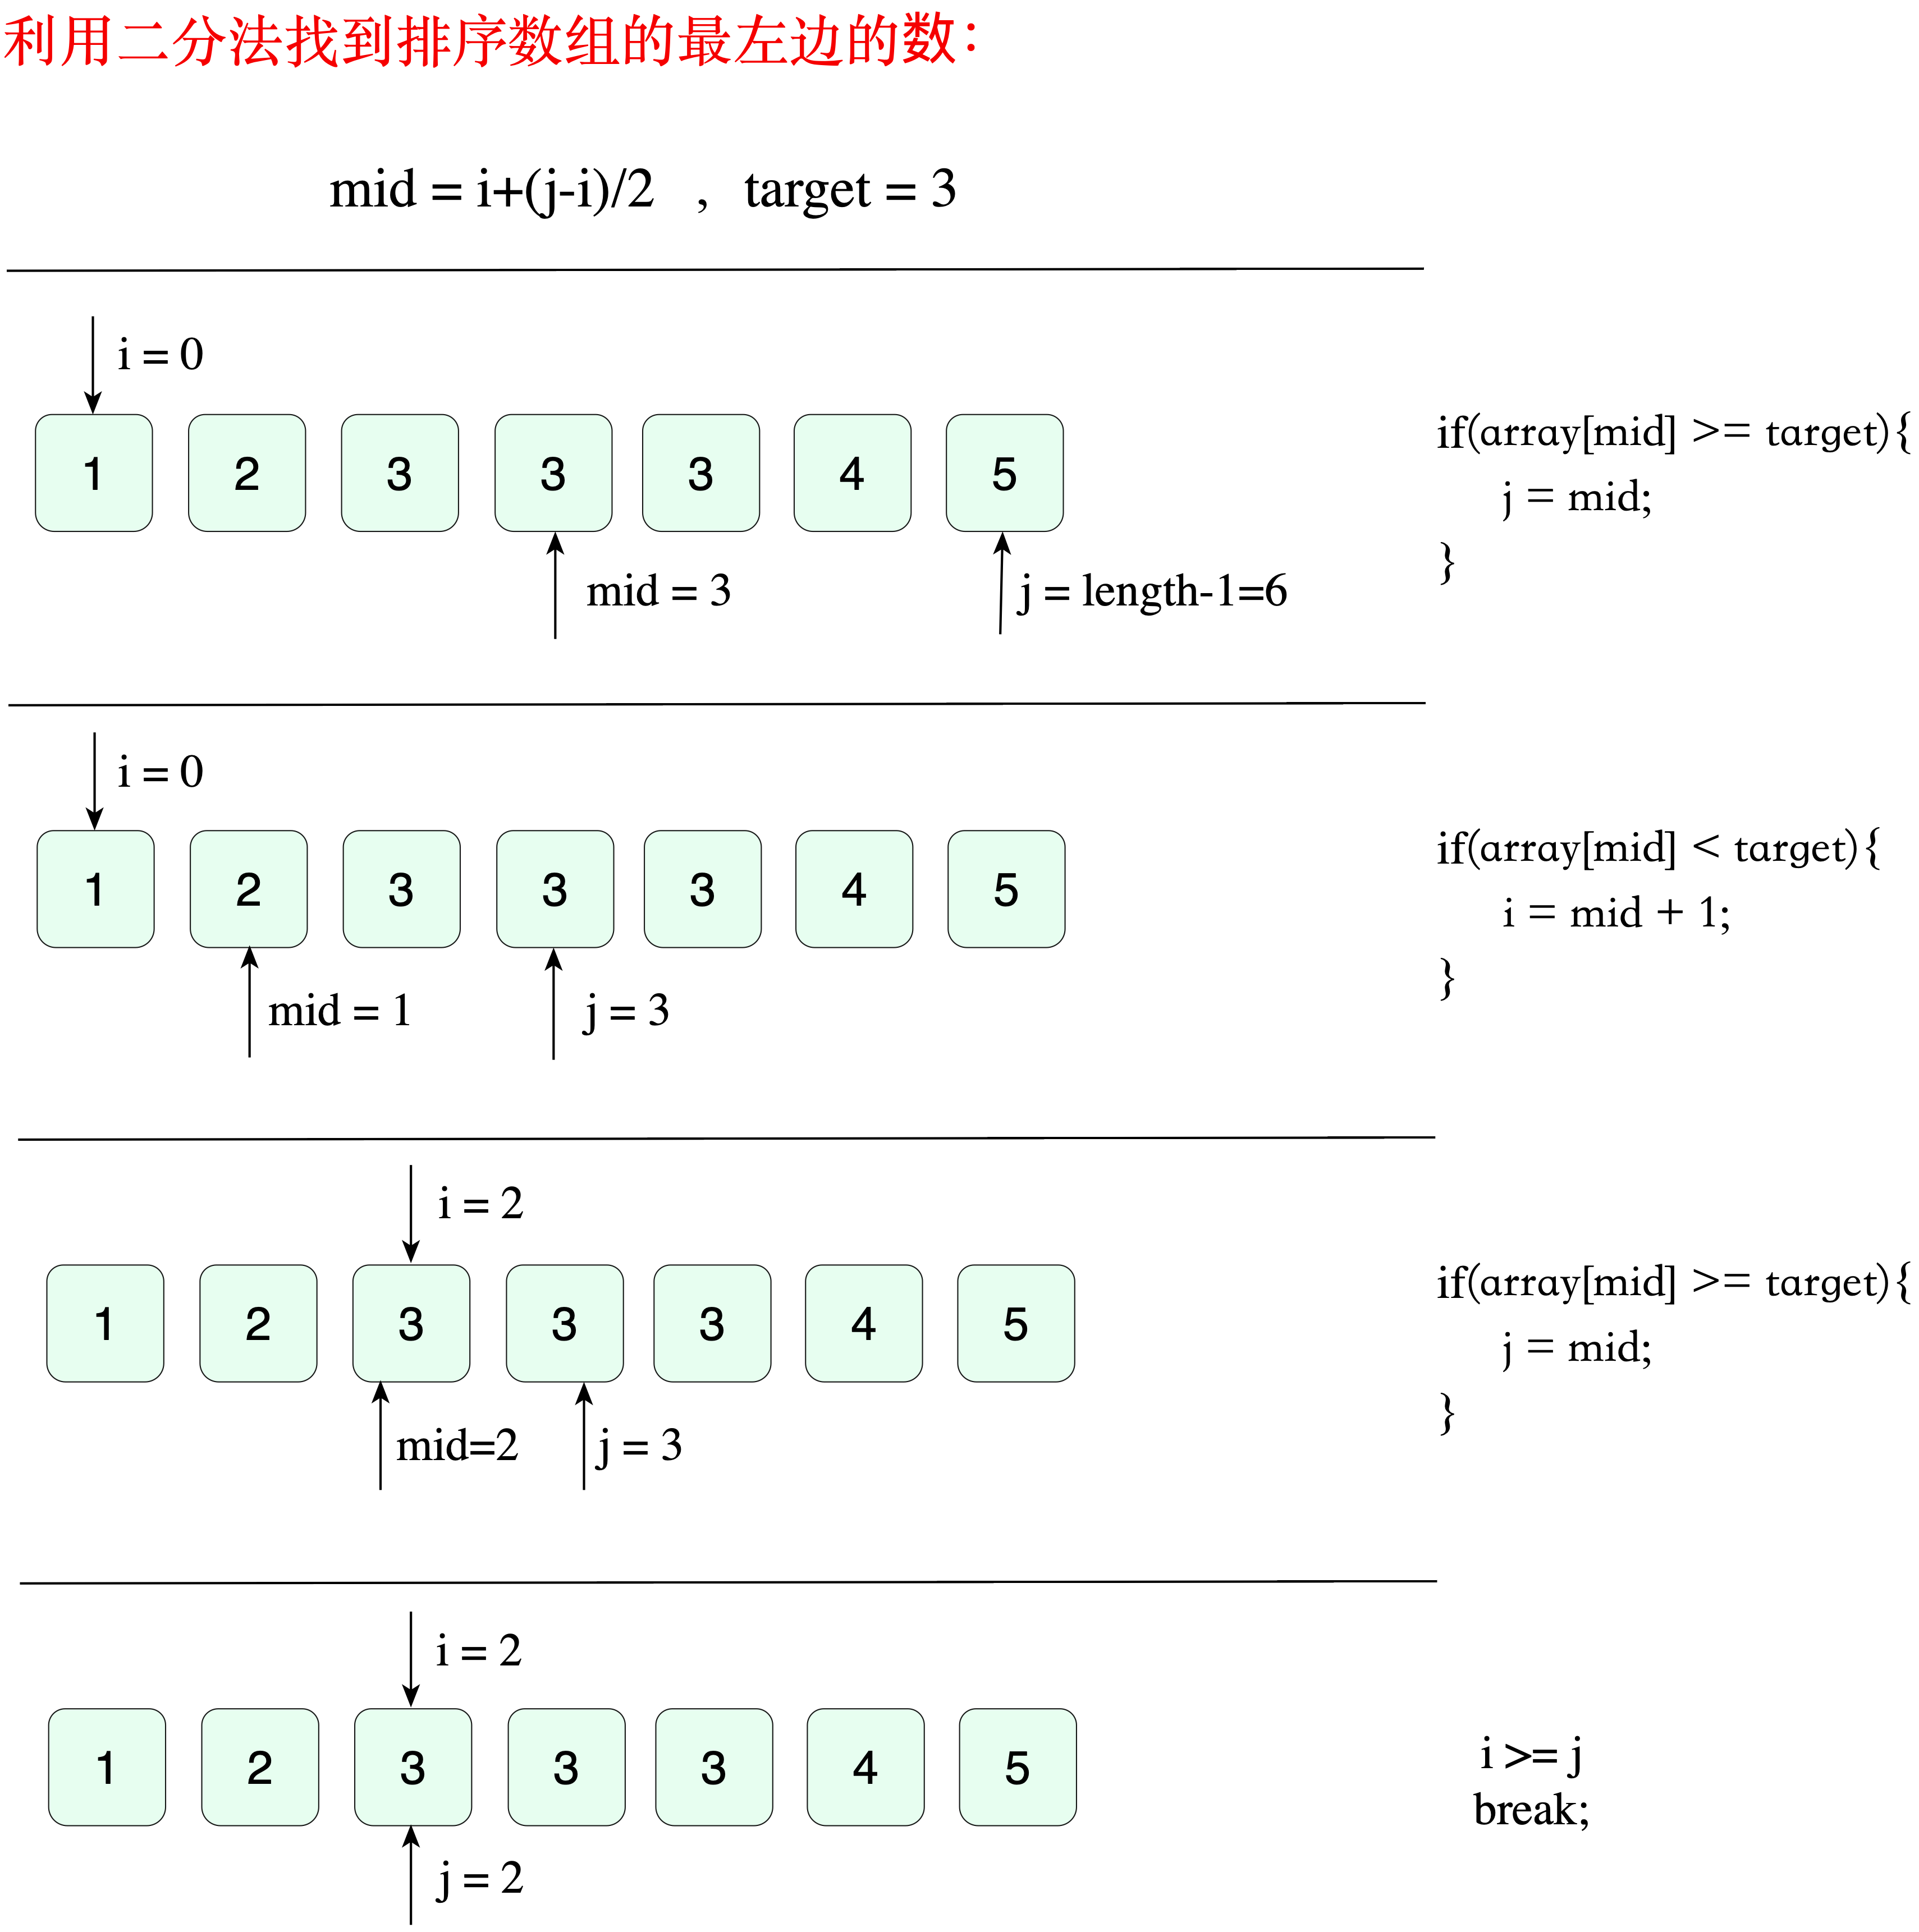 利用二分法找到排序数组的最左边的数：
mid = i+(j-i)/2 , target = 3
i = 0
1 2 3 3 3 4 5
mid = 3 j = length-1=6
if(array[mid] >= target){
j = mid;
}
i = 0
1 2 3 3 3 4 5
mid = 1 j = 3
if(array[mid] < target){
i = mid + 1;
}
i = 2
1 2 3 3 3 4 5
mid=2 j = 3
if(array[mid] >= target){
j = mid;
}
i = 2
1 2 3 3 3 4 5
j = 2
i >= j
break;